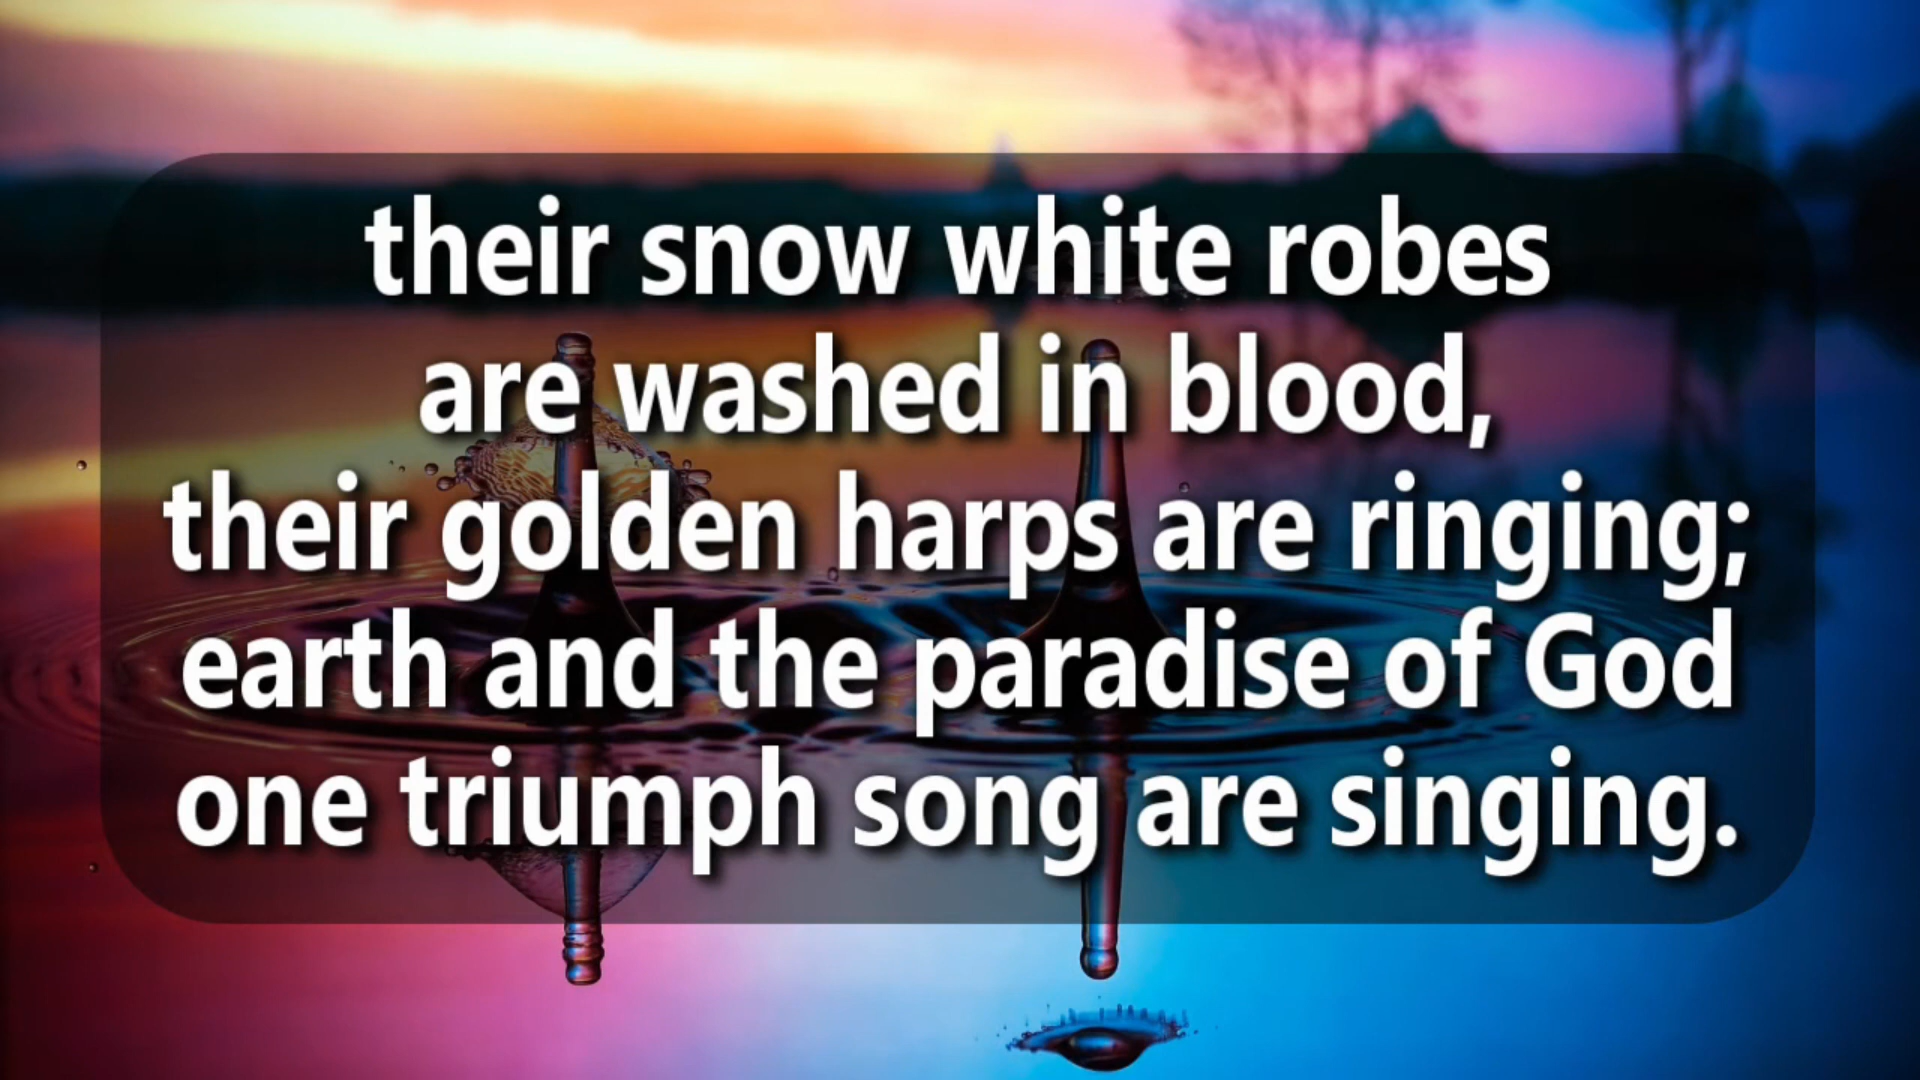 their snow white robes
are washed in blood,
their golden harps are ringing;
earth and the paradise of God
one triumph song are singing.